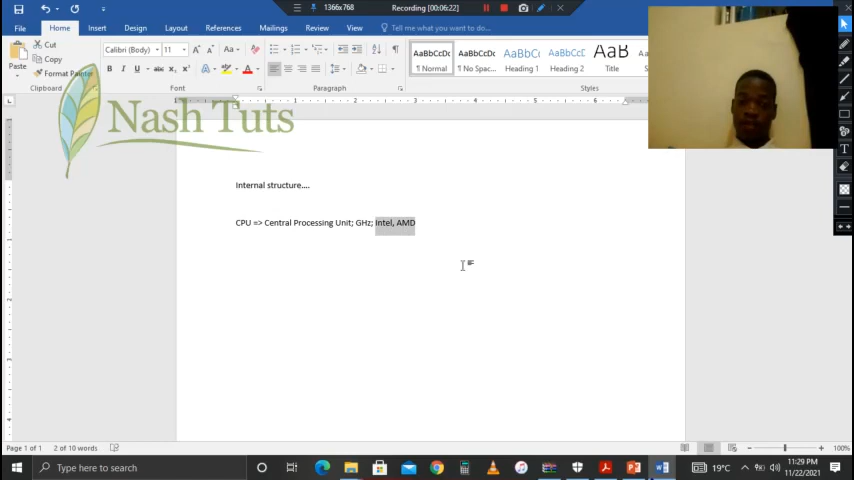 1366x768
Recording [00:06:22]
File
Home
Insert
Design
Layout
References
Mailings
Review
View
Tell me what you want to do...
Paste
Cut
Copy
Format Painter
Clipboard
Calibri (Body)
11
Font
Paragraph
AaBbCcDc
¶ Normal
AaBbCcDc
¶ No Spac...
AaBbCc
Heading 1
AaBbCcD
Heading 2
AaB
Title
Styles
Nash Tuts
Internal structure....
CPU => Central Processing Unit; GHz; Intel, AMD
Page 1 of 1
2 of 10 words
100%
Type here to search
19°C
11:29 PM
11/22/2021